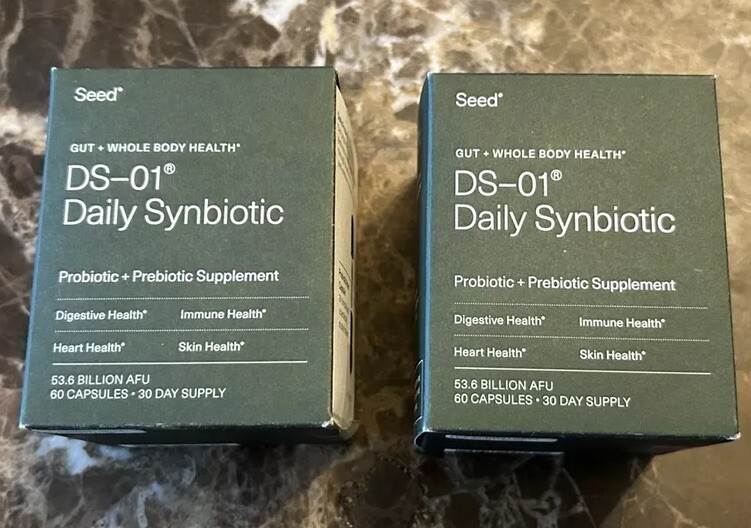 Seed*
GUT + WHOLE BODY HEALTH*
DS–01®
Daily Synbiotic
Probiotic + Prebiotic Supplement
Digestive Health* Immune Health*
Heart Health* Skin Health*
53.6 BILLION AFU
60 CAPSULES • 30 DAY SUPPLY
Seed*
GUT + WHOLE BODY HEALTH*
DS–01®
Daily Synbiotic
Probiotic + Prebiotic Supplement
Digestive Health* Immune Health*
Heart Health* Skin Health*
53.6 BILLION AFU
60 CAPSULES • 30 DAY SUPPLY